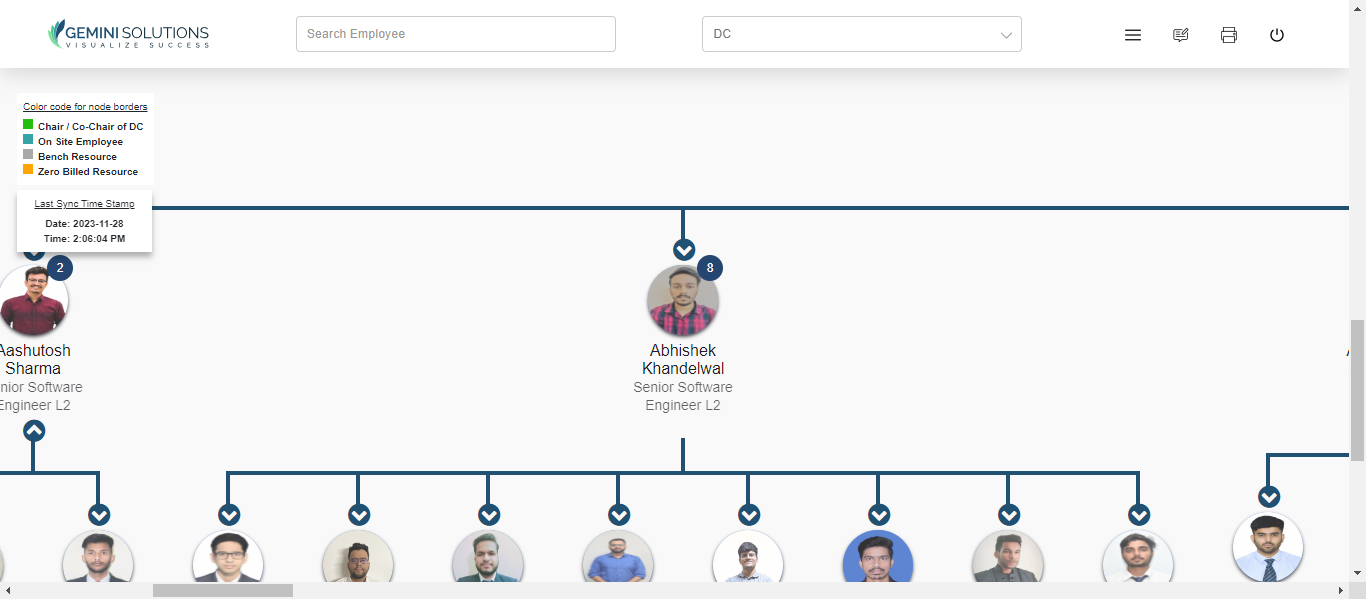 GEMINI SOLUTIONS
VISUALIZE SUCCESS
Search Employee
DC
Color code for node borders
Chair / Co-Chair of DC
On Site Employee
Bench Resource
Zero Billed Resource
Last Sync Time Stamp
Date: 2023-11-28
Time: 2:06:04 PM
2
Aashutosh
Sharma
nior Software
Engineer L2
8
Abhishek
Khandelwal
Senior Software
Engineer L2